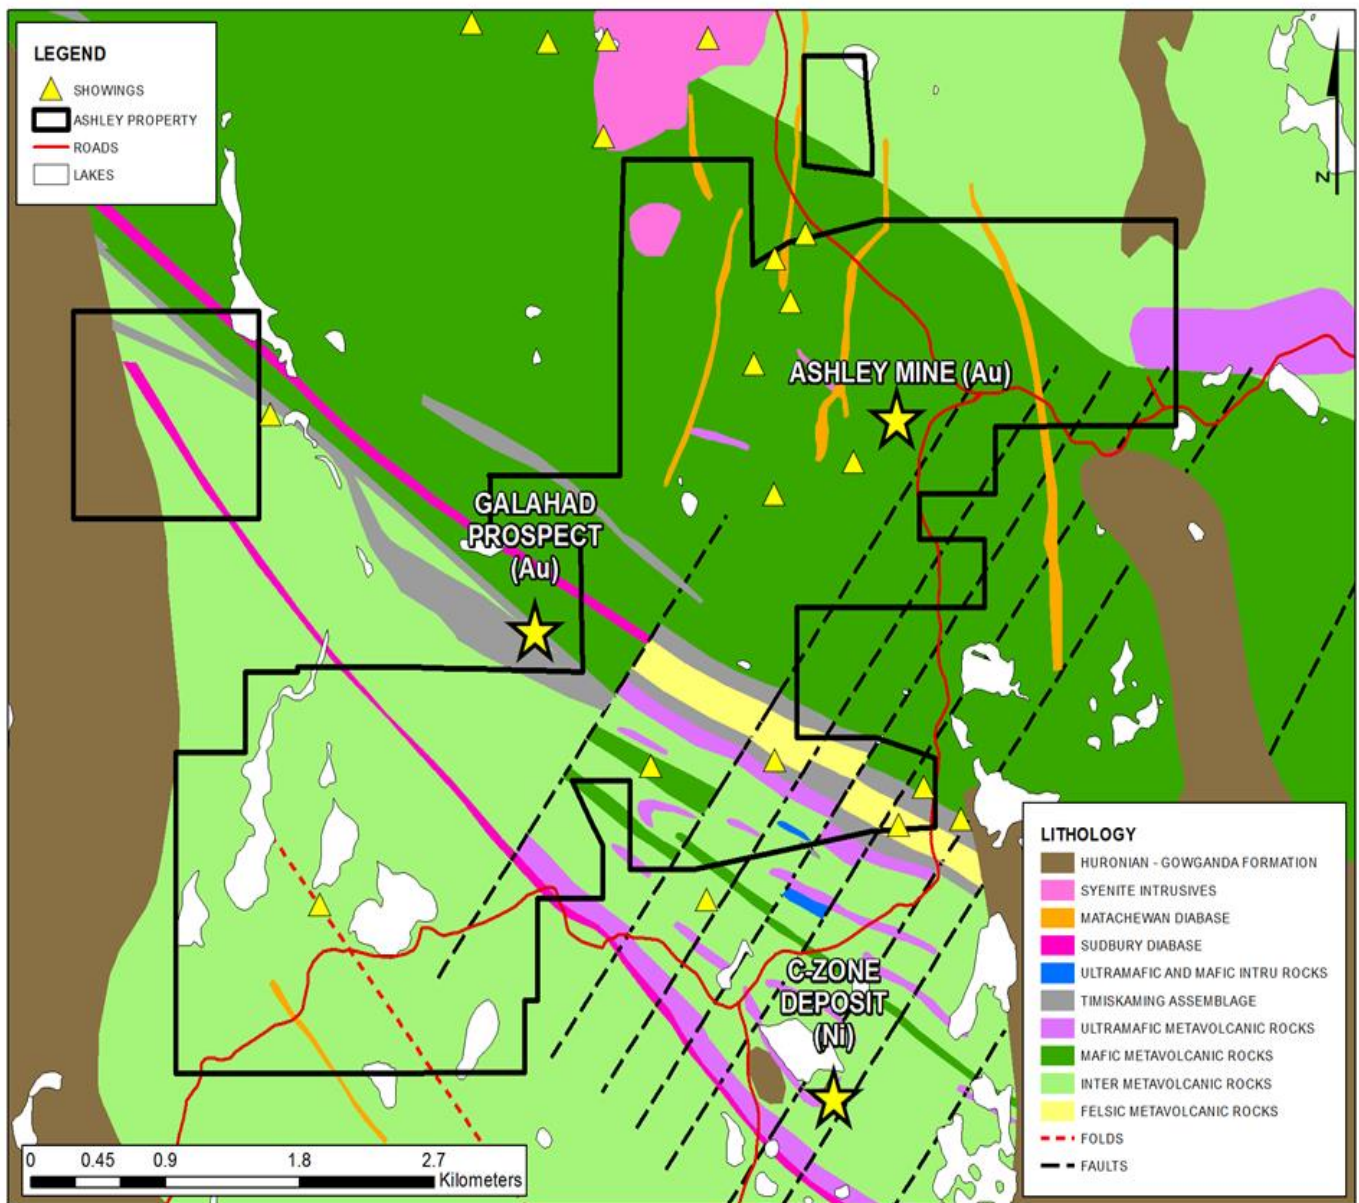 LEGEND
SHOWINGS
ASHLEY PROPERTY
ROADS
LAKES
N
ASHLEY MINE (Au)
GALAHAD
PROSPECT
(Au)
C-ZONE
DEPOSIT
(Ni)
LITHOLOGY
HURONIAN - GOWGANDA FORMATION
SYENITE INTRUSIVES
MATACHEWAN DIABASE
SUDBURY DIABASE
ULTRAMAFIC AND MAFIC INTRU ROCKS
TIMISKAMING ASSEMBLAGE
ULTRAMAFIC METAVOLCANIC ROCKS
MAFIC METAVOLCANIC ROCKS
INTER METAVOLCANIC ROCKS
FELSIC METAVOLCANIC ROCKS
FOLDS
FAULTS
0 0.45 0.9 1.8 2.7
Kilometers